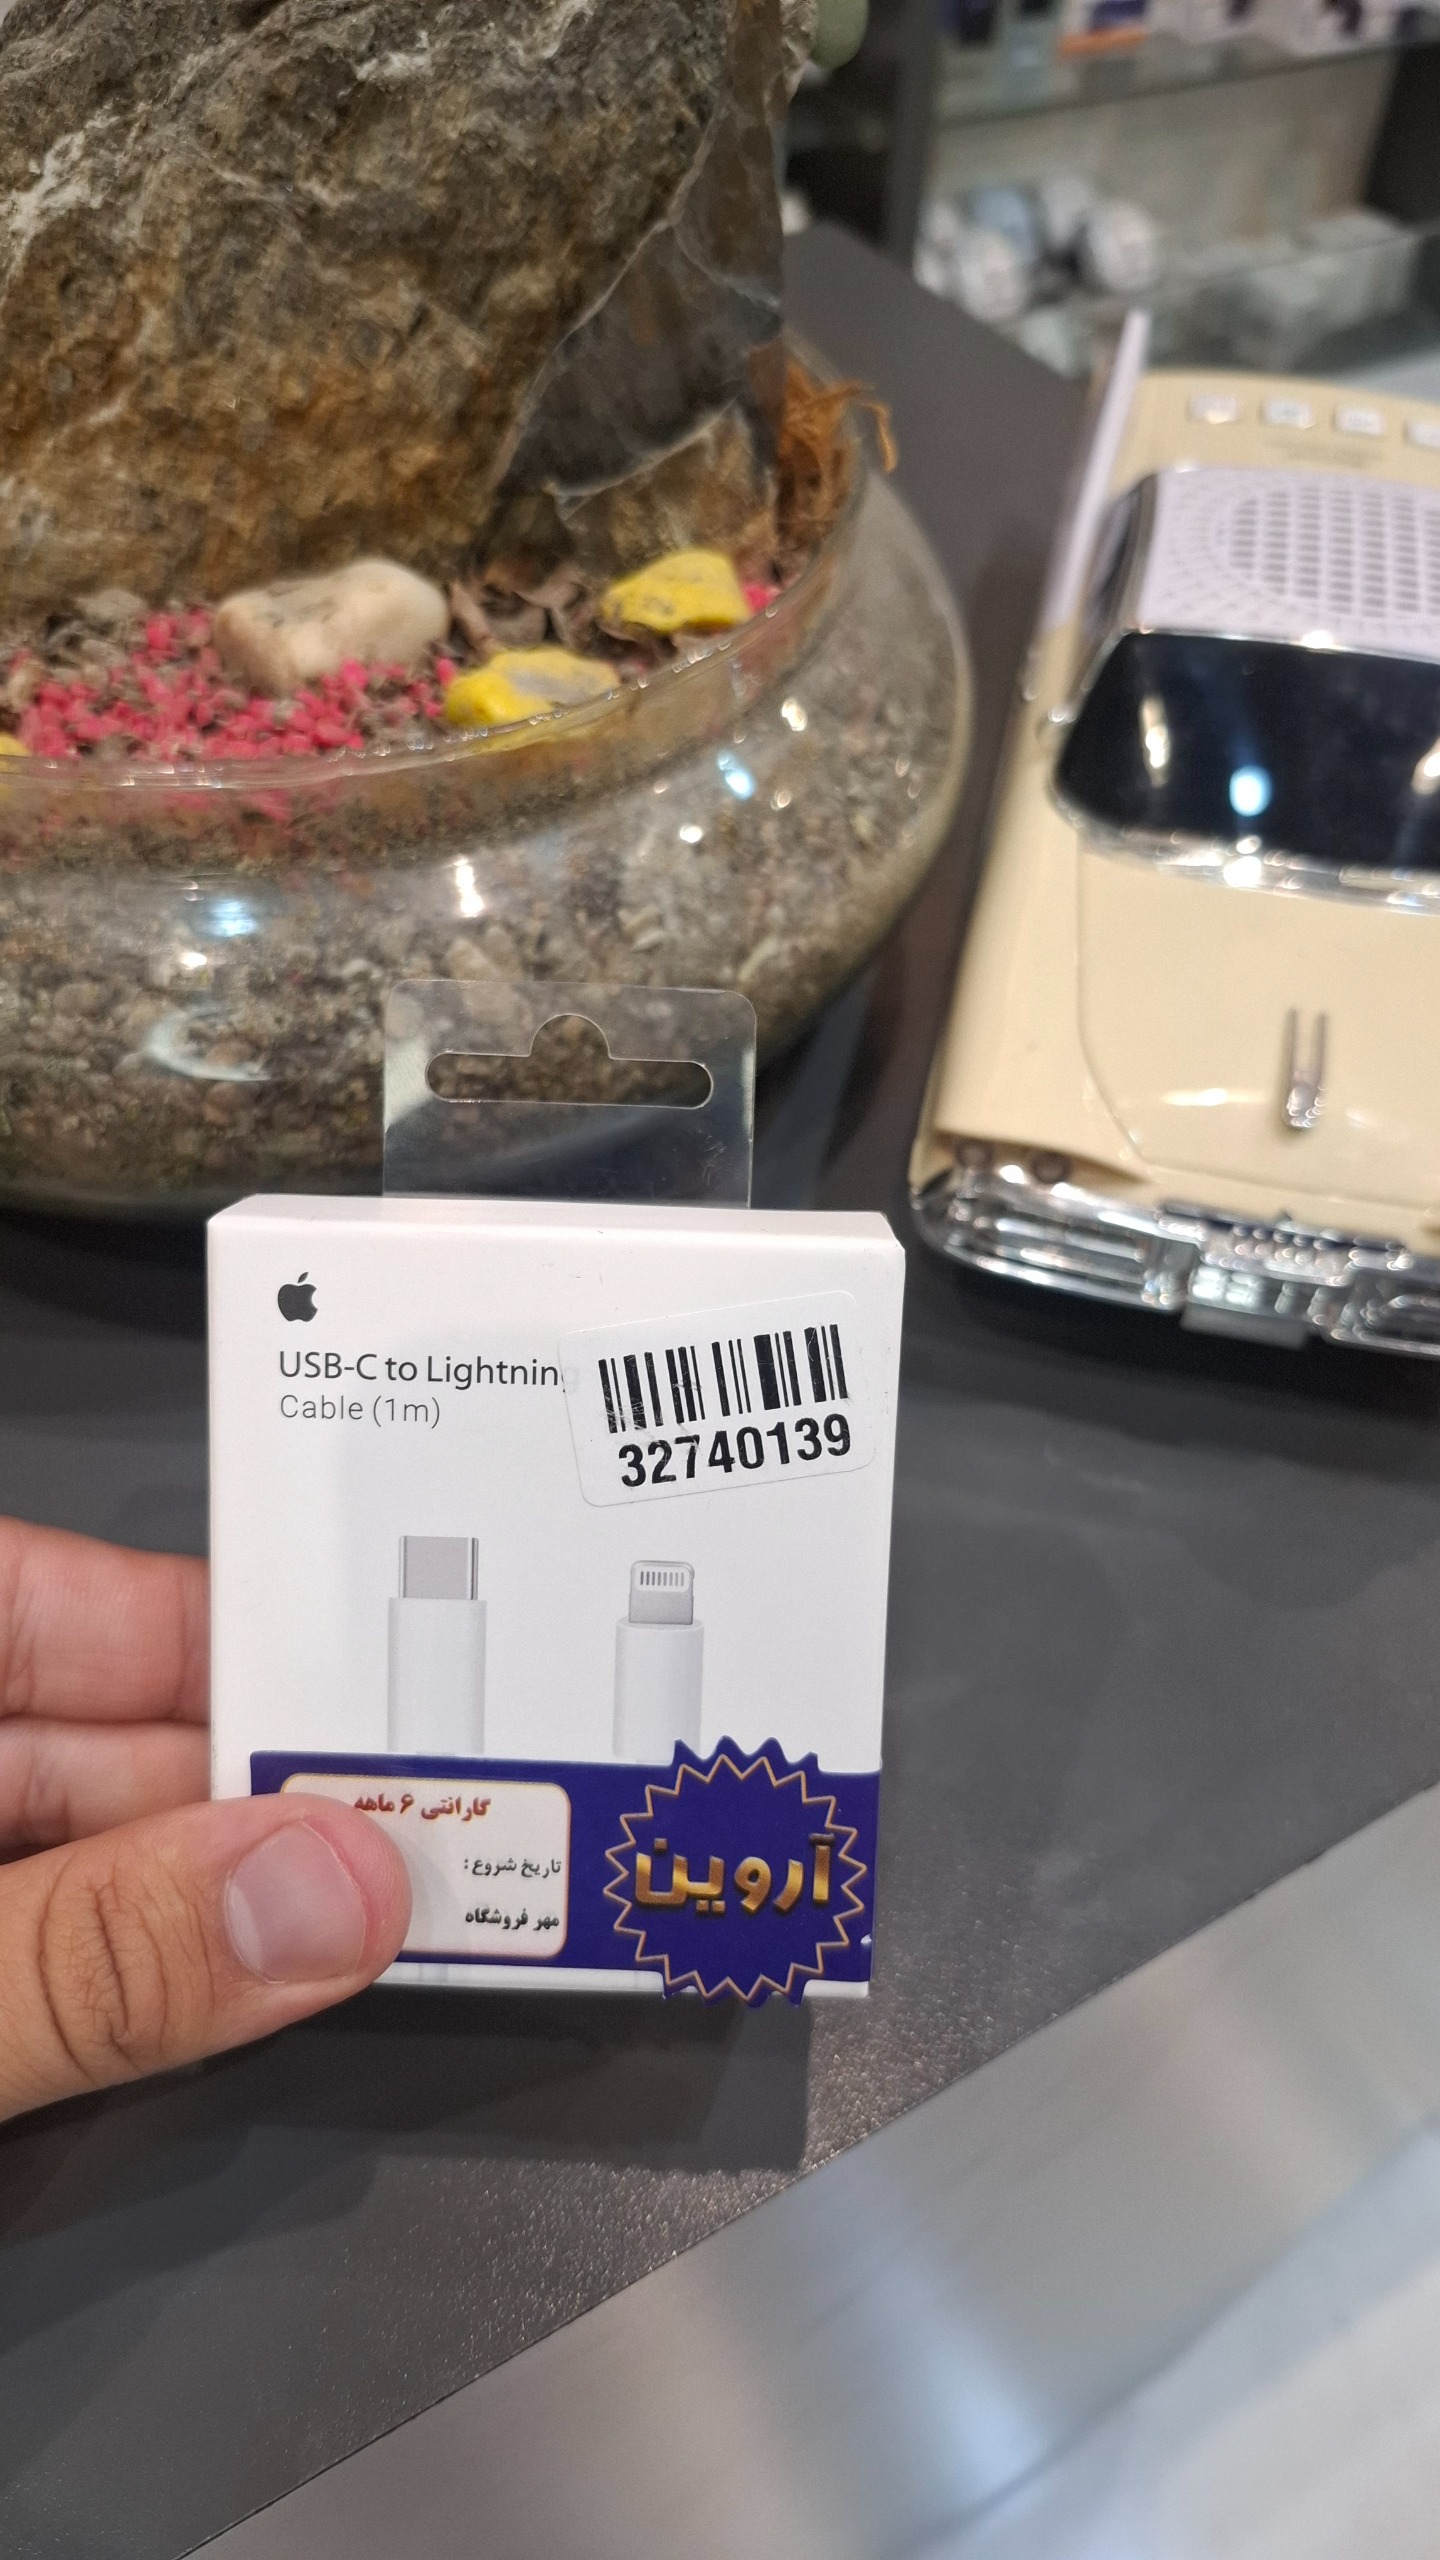 USB-C to Lightnin
Cable (1m)
32740139
گارانتی ۶ ماهه
تاریخ شروع:
مهر فروشگاه
آروین